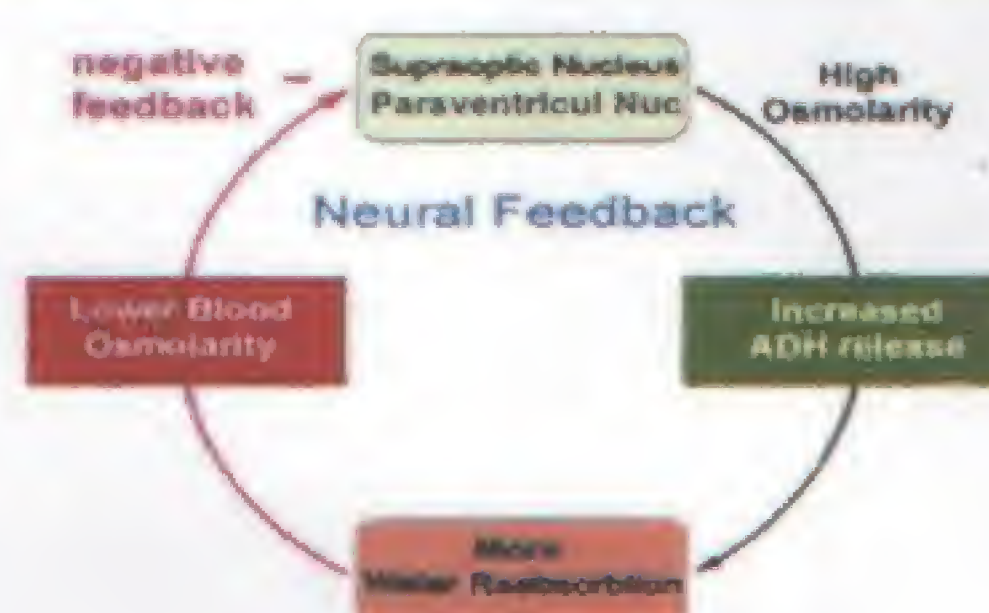 negative –
feedback
Supraoptic Nucleus
Paraventricul Nuc
High
Osmolarity
Neural Feedback
Lower Blood
Osmolarity
Increased
ADH release
More
Water Reabsorbtion